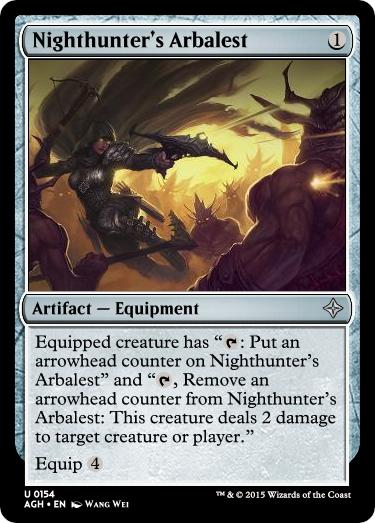 Nighthunter's Arbalest 1
Artifact — Equipment
Equipped creature has “T: Put an
arrowhead counter on Nighthunter's
Arbalest” and “T, Remove an
arrowhead counter from Nighthunter's
Arbalest: This creature deals 2 damage
to target creature or player.”
Equip 4
U 0154
AGH • EN Wang Wei
™ & © 2015 Wizards of the Coast